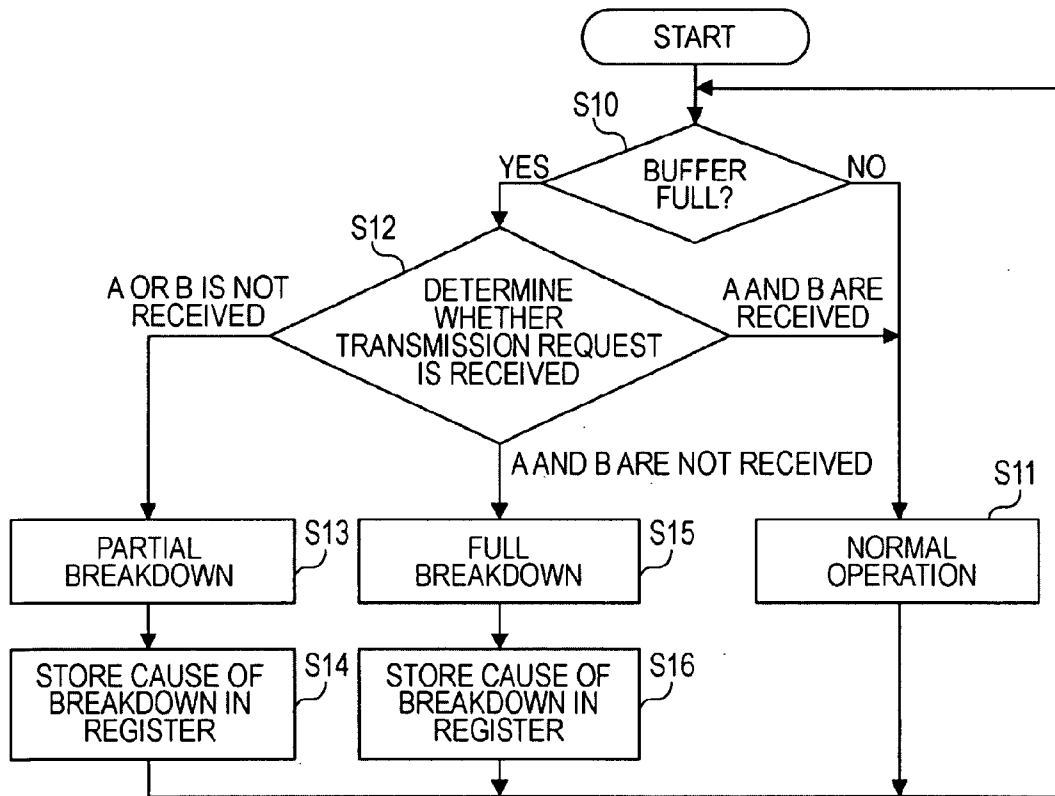 START
S10
YES
BUFFER
FULL?
NO
S12
A OR B IS NOT
RECEIVED
DETERMINE
WHETHER
TRANSMISSION REQUEST
IS RECEIVED
A AND B ARE
RECEIVED
A AND B ARE NOT RECEIVED
S11
PARTIAL
BREAKDOWN
S13
FULL
BREAKDOWN
S15
NORMAL
OPERATION
STORE CAUSE OF
BREAKDOWN IN
REGISTER
S14
STORE CAUSE OF
BREAKDOWN IN
REGISTER
S16